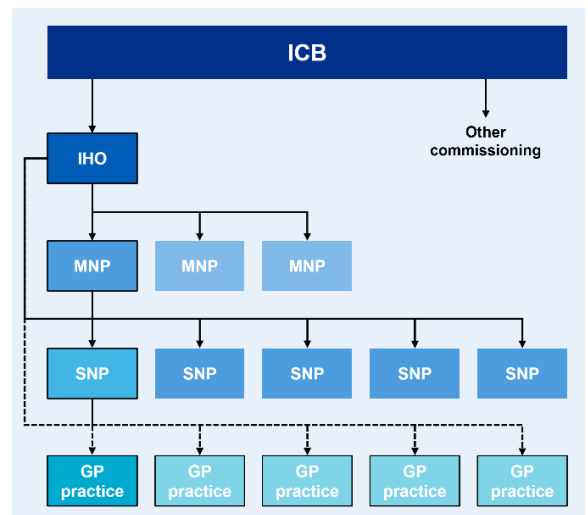 ICB
Other
commissioning
IHO
MNP
MNP
MNP
SNP
SNP
SNP
SNP
SNP
GP
practice
GP
practice
GP
practice
GP
practice
GP
practice